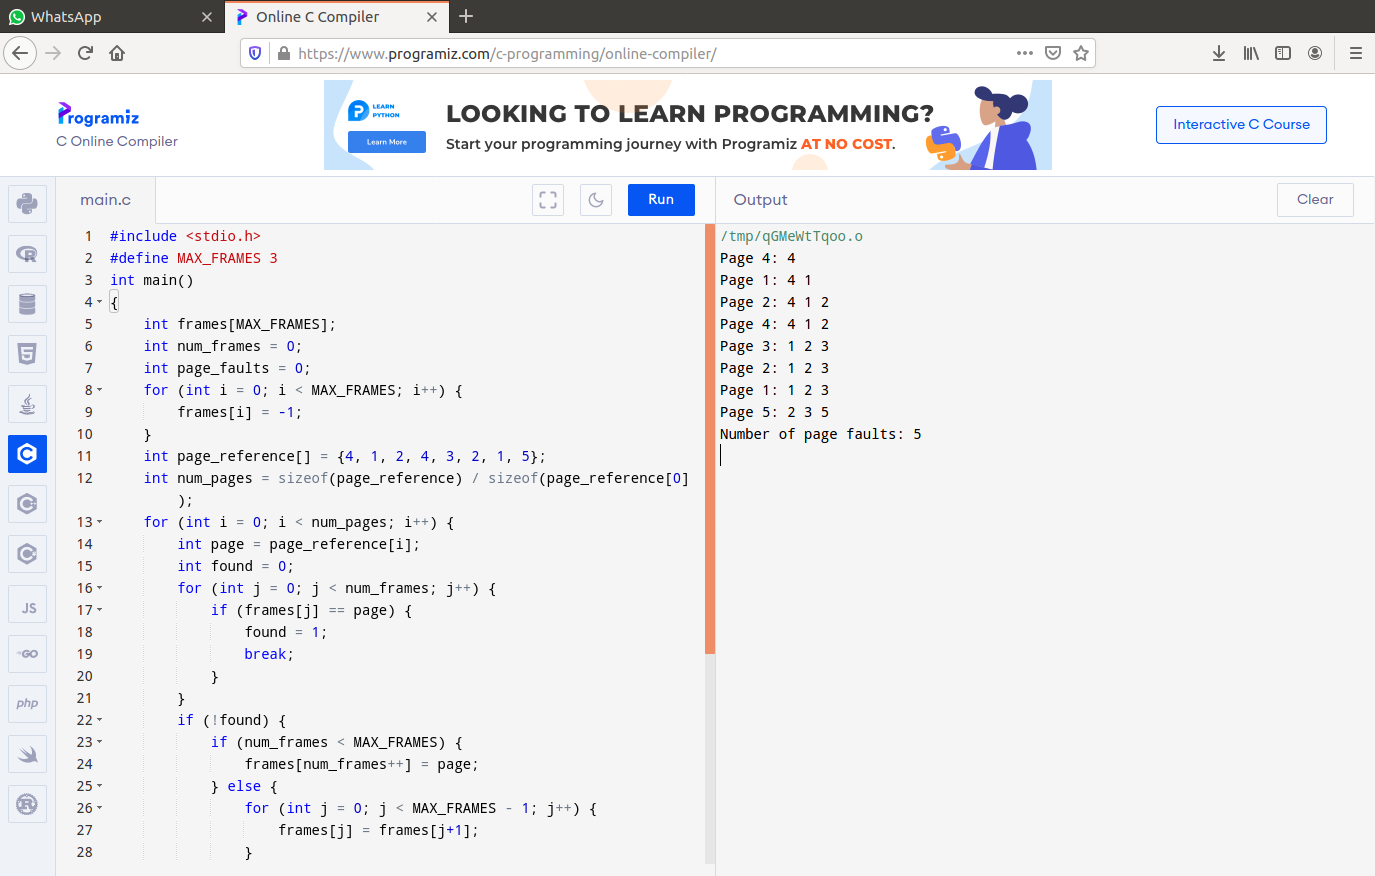 WhatsApp
Online C Compiler
https://www.programiz.com/c-programming/online-compiler/
Programiz
C Online Compiler
LEARN
PYTHON
Learn More
LOOKING TO LEARN PROGRAMMING?
Start your programming journey with Programiz AT NO COST.
Interactive C Course
main.c
Run
Output
Clear
1 #include <stdio.h>
2 #define MAX_FRAMES 3
3 int main()
4 {
5 int frames[MAX_FRAMES];
6 int num_frames = 0;
7 int page_faults = 0;
8 for (int i = 0; i < MAX_FRAMES; i++) {
9 frames[i] = -1;
10 }
11 int page_reference[] = {4, 1, 2, 4, 3, 2, 1, 5};
12 int num_pages = sizeof(page_reference) / sizeof(page_reference[0]
);
13 for (int i = 0; i < num_pages; i++) {
14 int page = page_reference[i];
15 int found = 0;
16 for (int j = 0; j < num_frames; j++) {
17 if (frames[j] == page) {
18 found = 1;
19 break;
20 }
21 }
22 if (!found) {
23 if (num_frames < MAX_FRAMES) {
24 frames[num_frames++] = page;
25 } else {
26 for (int j = 0; j < MAX_FRAMES - 1; j++) {
27 frames[j] = frames[j+1];
28 }
/tmp/qGMeWtTqoo.o
Page 4: 4
Page 1: 4 1
Page 2: 4 1 2
Page 4: 4 1 2
Page 3: 1 2 3
Page 2: 1 2 3
Page 1: 1 2 3
Page 5: 2 3 5
Number of page faults: 5
R
5
C
JS
GO
php